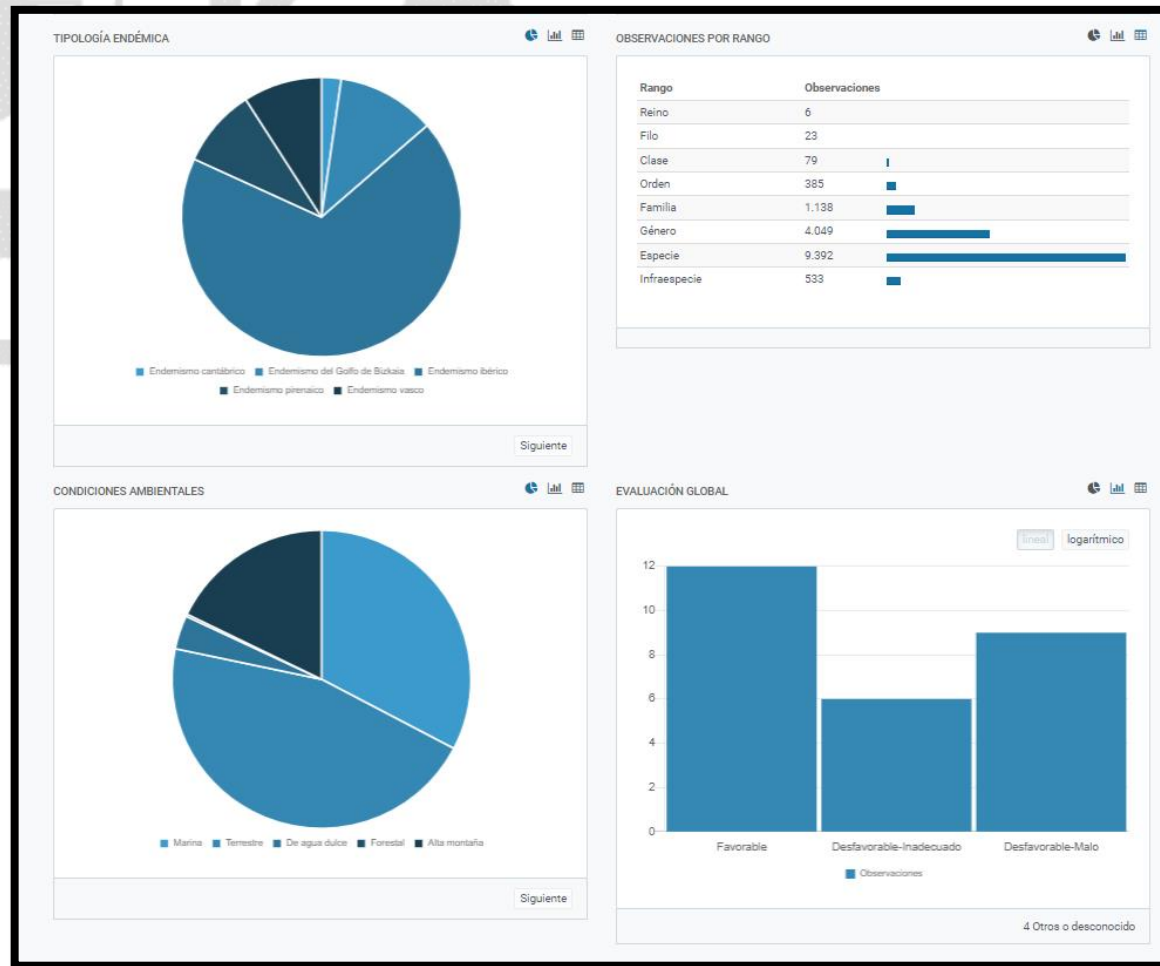 TIPOLOGÍA ENDÉMICA
Endemismo cantábrico Endemismo del Golfo de Bizkaia Endemismo ibérico
Endemismo pirenaico Endemismo vasco
Siguiente
OBSERVACIONES POR RANGO
Rango Observaciones
Reino 6
Filo 23
Clase 79
Orden 385
Familia 1.138
Género 4.049
Especie 9.392
Infraespecie 533
CONDICIONES AMBIENTALES
Marina Terrestre De agua dulce Forestal Alta montaña
Siguiente
EVALUACIÓN GLOBAL
lineal logarítmico
12
10
8
6
4
2
0
Favorable Desfavorable-Inadecuado Desfavorable-Malo
Observaciones
4 Otros o desconocido